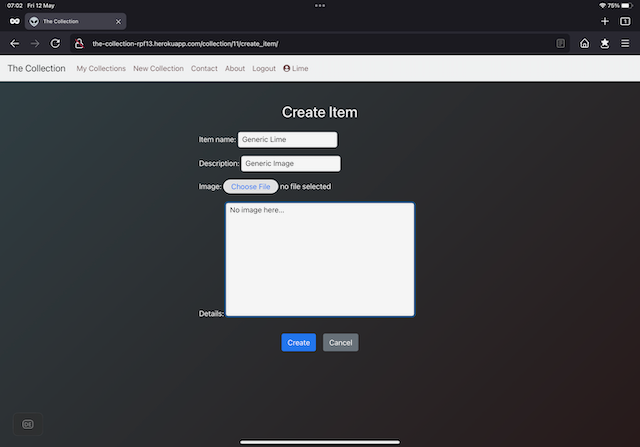 07:02 Fri 12 May
75%
The Collection
1
the-collection-rpf13.herokuapp.com/collection/11/create_item/
The Collection My Collections New Collection Contact About Logout Lime
Create Item
Item name: Generic Lime
Description: Generic Image
Image: Choose File no file selected
No image here...
Details:
Create Cancel
DE